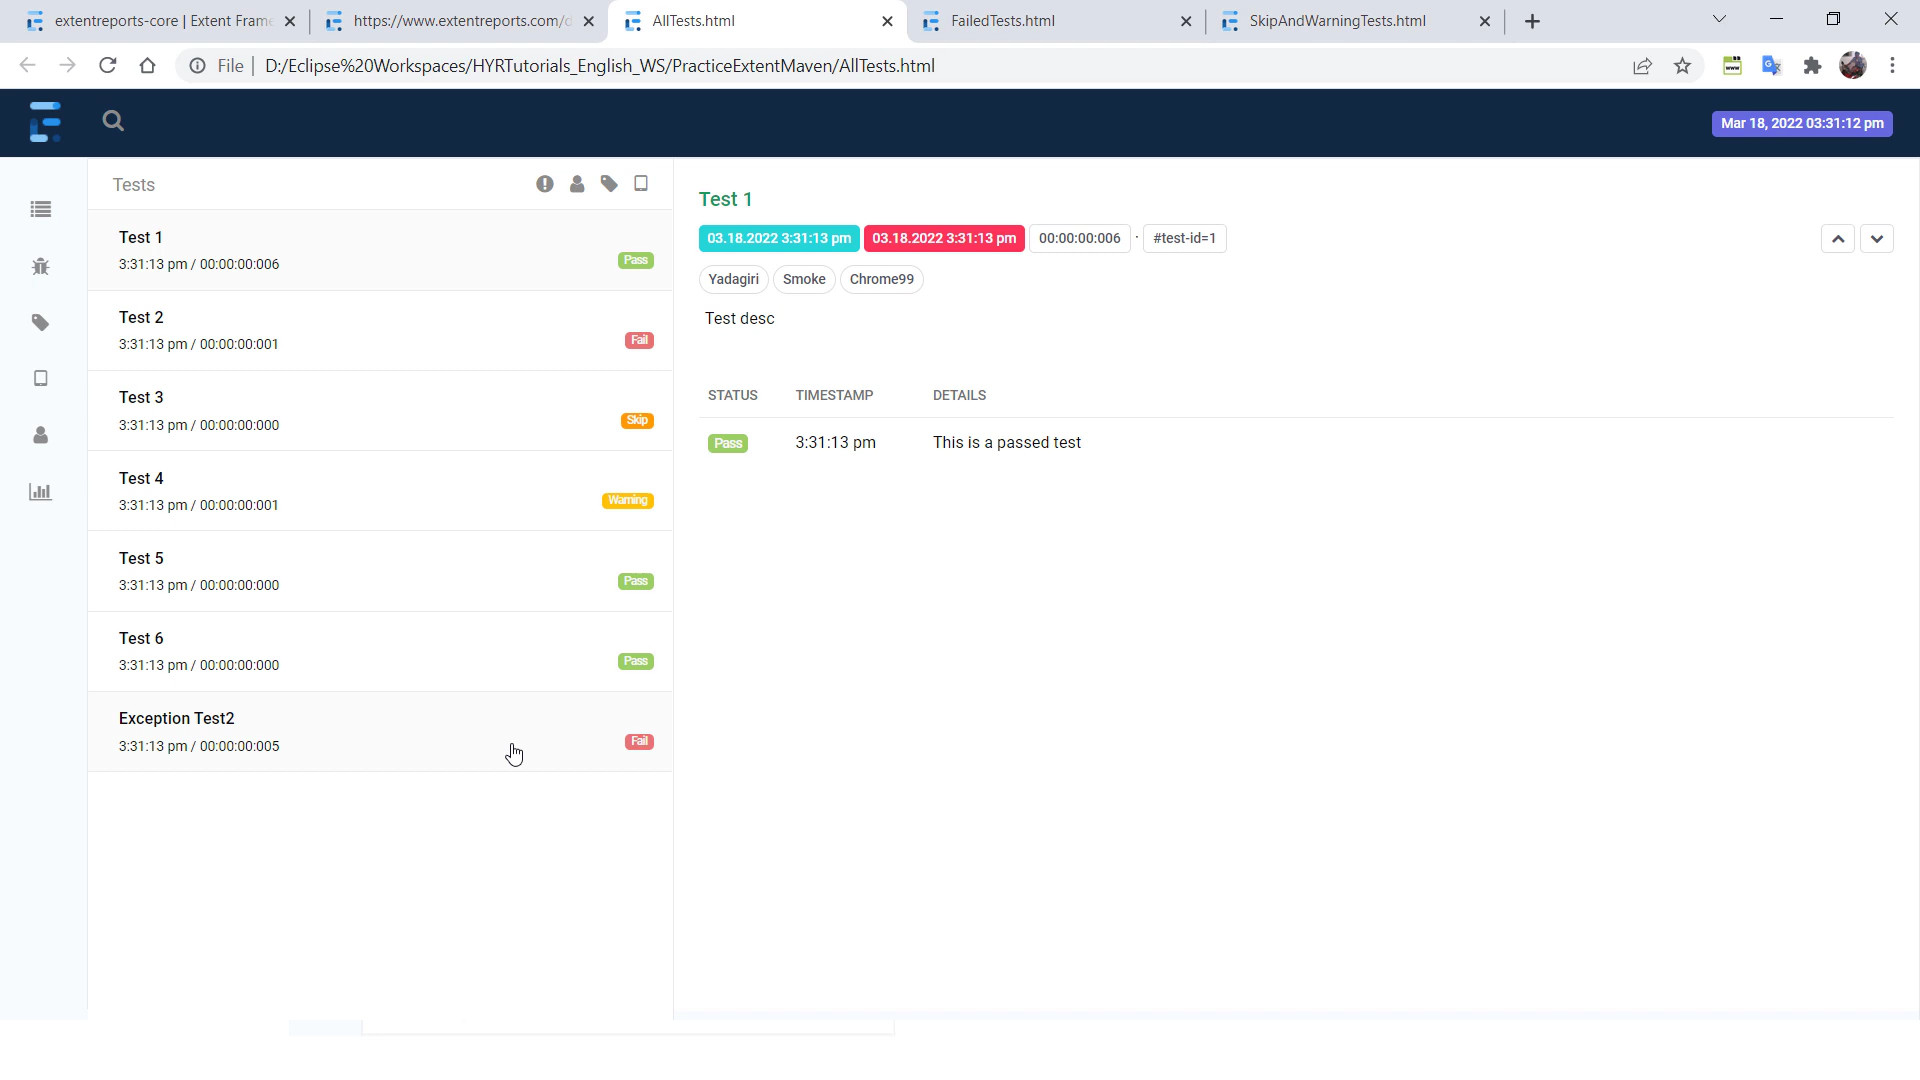 extentreports-core | Extent Frame
https://www.extentreports.com/d
AllTests.html
FailedTests.html
SkipAndWarningTests.html
File
D:/Eclipse%20Workspaces/HYRTutorials_English_WS/PracticeExtentMaven/AllTests.html
Mar 18, 2022 03:31:12 pm
Tests
Test 1
3:31:13 pm / 00:00:00:006
Pass
Test 2
3:31:13 pm / 00:00:00:001
Fail
Test 3
3:31:13 pm / 00:00:00:000
Skip
Test 4
3:31:13 pm / 00:00:00:001
Warning
Test 5
3:31:13 pm / 00:00:00:000
Pass
Test 6
3:31:13 pm / 00:00:00:000
Pass
Exception Test2
3:31:13 pm / 00:00:00:005
Fail
Test 1
03.18.2022 3:31:13 pm 03.18.2022 3:31:13 pm 00:00:00:006 · #test-id=1
Yadagiri Smoke Chrome99
Test desc
STATUS TIMESTAMP DETAILS
Pass 3:31:13 pm This is a passed test